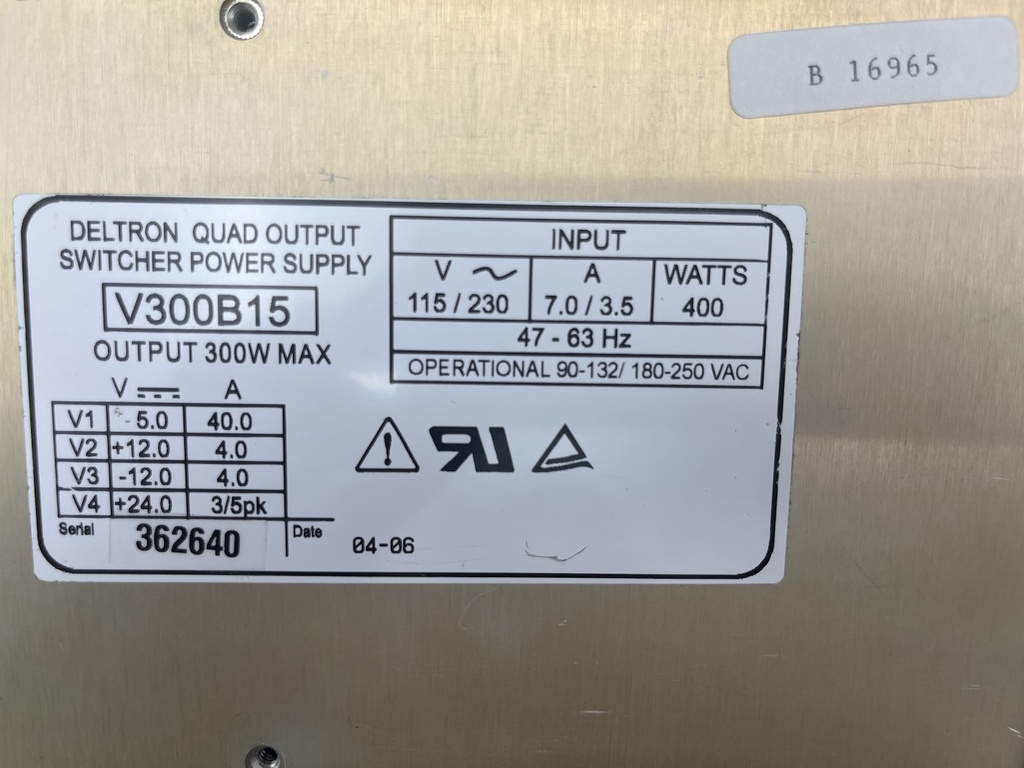 B 16965
DELTRON QUAD OUTPUT
SWITCHER POWER SUPPLY
V300B15
OUTPUT 300W MAX
V A
V1 5.0 40.0
V2 +12.0 4.0
V3 -12.0 4.0
V4 +24.0 3/5pk
Serial 362640 Date 04-06
INPUT
V ~ A WATTS
115 / 230 7.0 / 3.5 400
47 - 63 Hz
OPERATIONAL 90-132/ 180-250 VAC